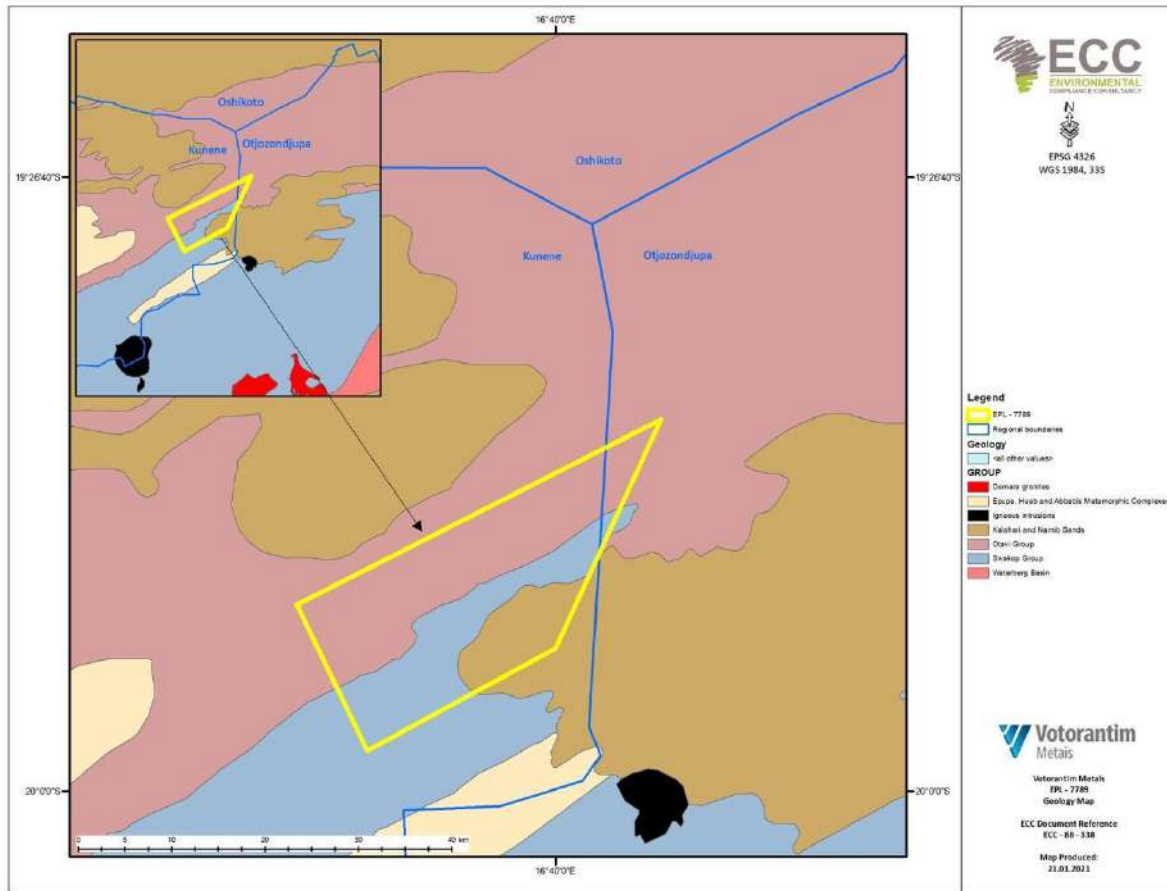 16°40'0"E
Oshikoto
Kunene
Otjozondjupa
19°26'40"S
Oshikoto
Kunene
Otjozondjupa
19°26'40"S
20°0'0"S
20°0'0"S
0 5 10 20 30 40 km
16°40'0"E
ECC
ENVIRONMENTAL
COMPLIANCE CONSULTANCY
N
EPSG 4326
WGS 1984, 33S
Legend
EPL - 7789
Regional boundaries
Geology
<all other values>
GROUP
Damara granites
Epupa, Huab and Abbabis Metamorphic Complexes
Igneous intrusions
Kalahari and Namib Sands
Otavi Group
Swakop Group
Waterberg Basin
Votorantim
Metais
Votorantim Metals
EPL - 7789
Geology Map
ECC Document Reference
ECC - 88 - 338
Map Produced:
21.01.2021